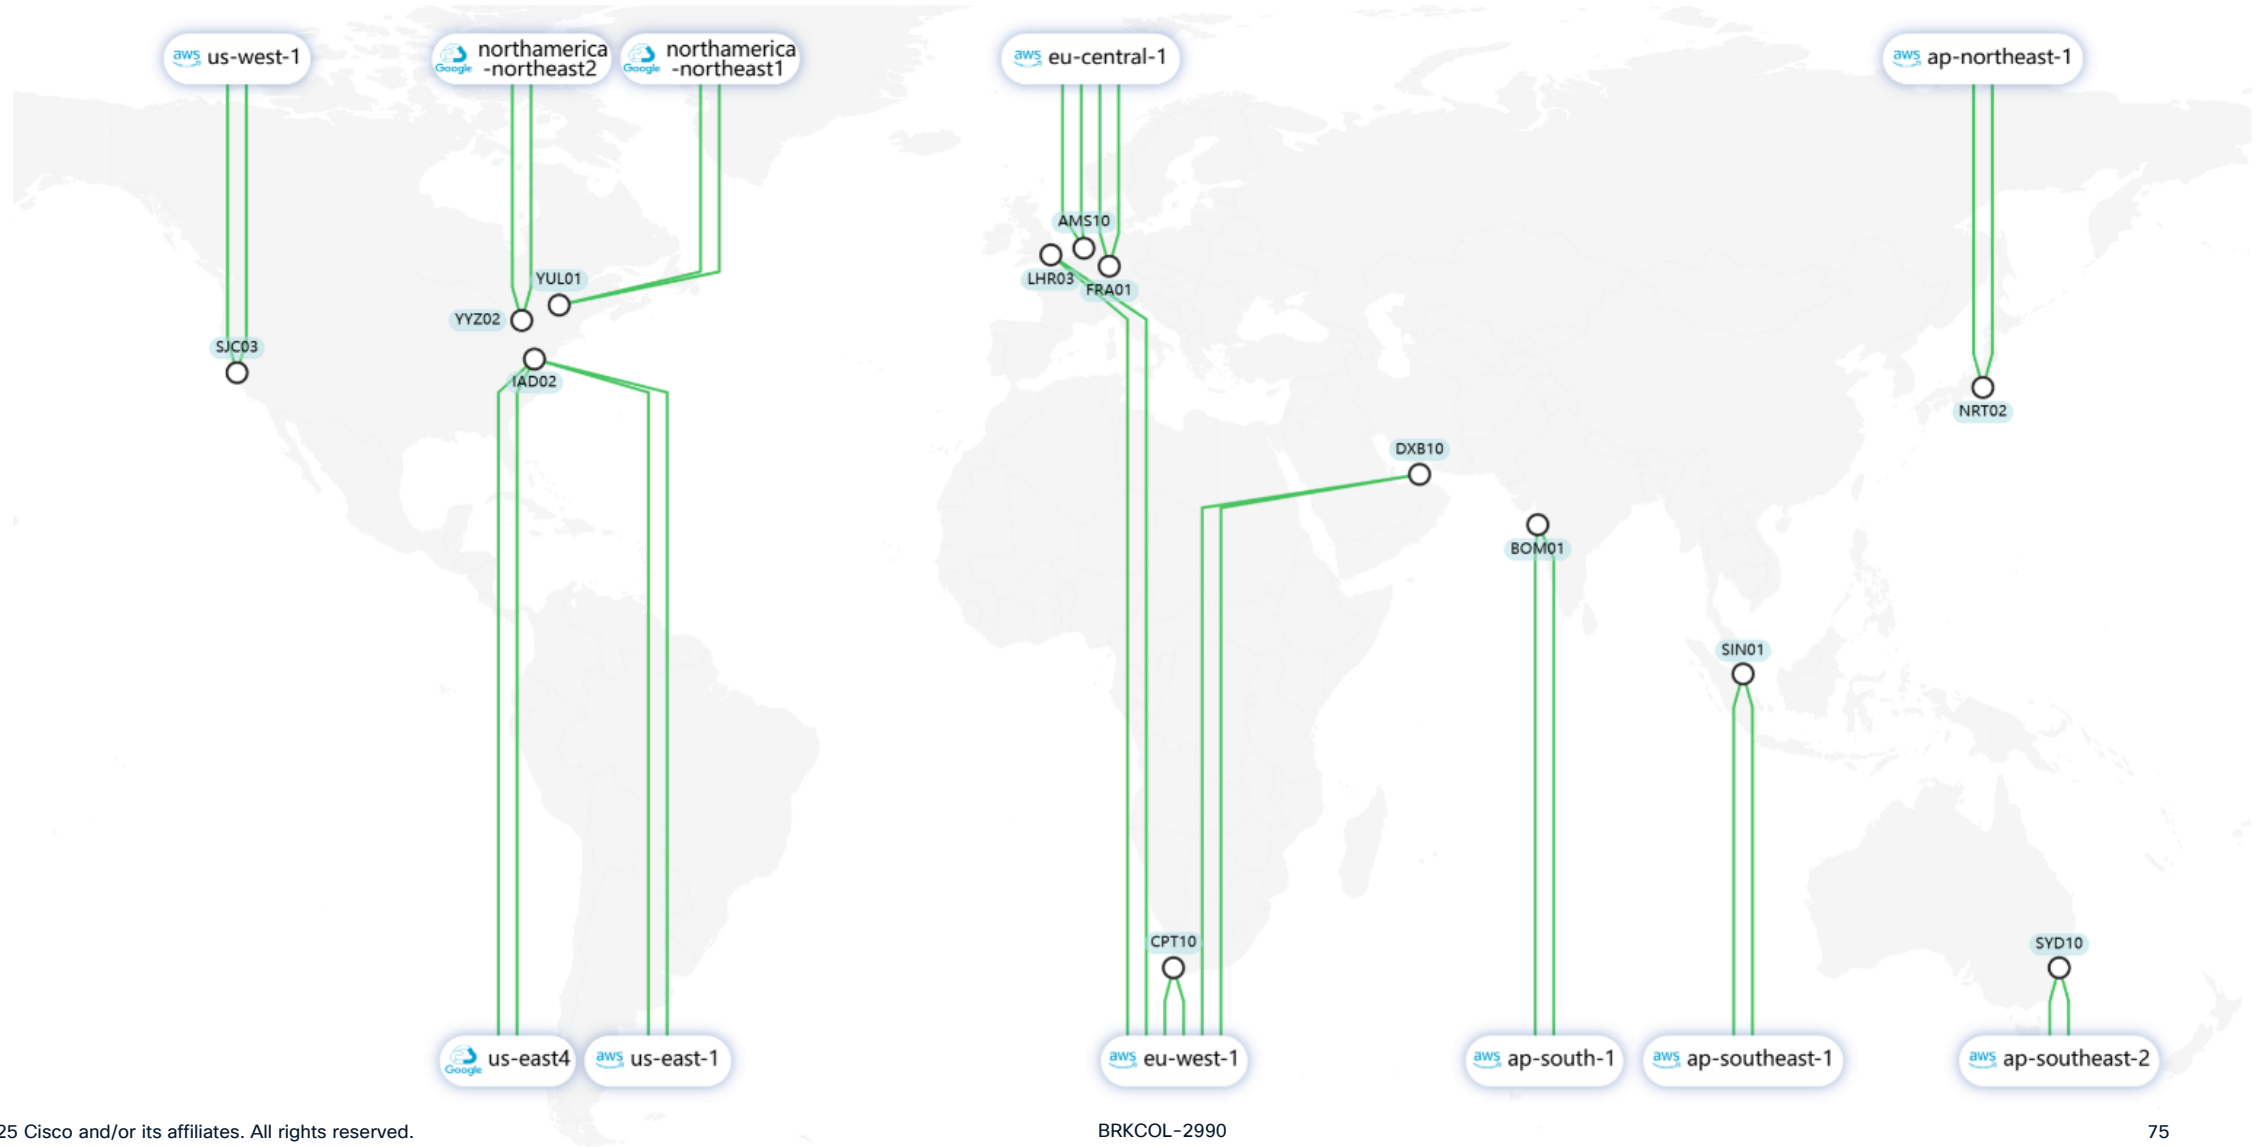 aws us-west-1
Google northamerica
-northeast2
Google northamerica
-northeast1
aws eu-central-1
aws ap-northeast-1
AMS10
LHR03
FRA01
YUL01
YYZ02
SJC03
IAD02
NRT02
DXB10
BOM01
SIN01
CPT10
SYD10
Google us-east4
aws us-east-1
aws eu-west-1
aws ap-south-1
aws ap-southeast-1
aws ap-southeast-2
25 Cisco and/or its affiliates. All rights reserved.
BRKCOL-2990
75